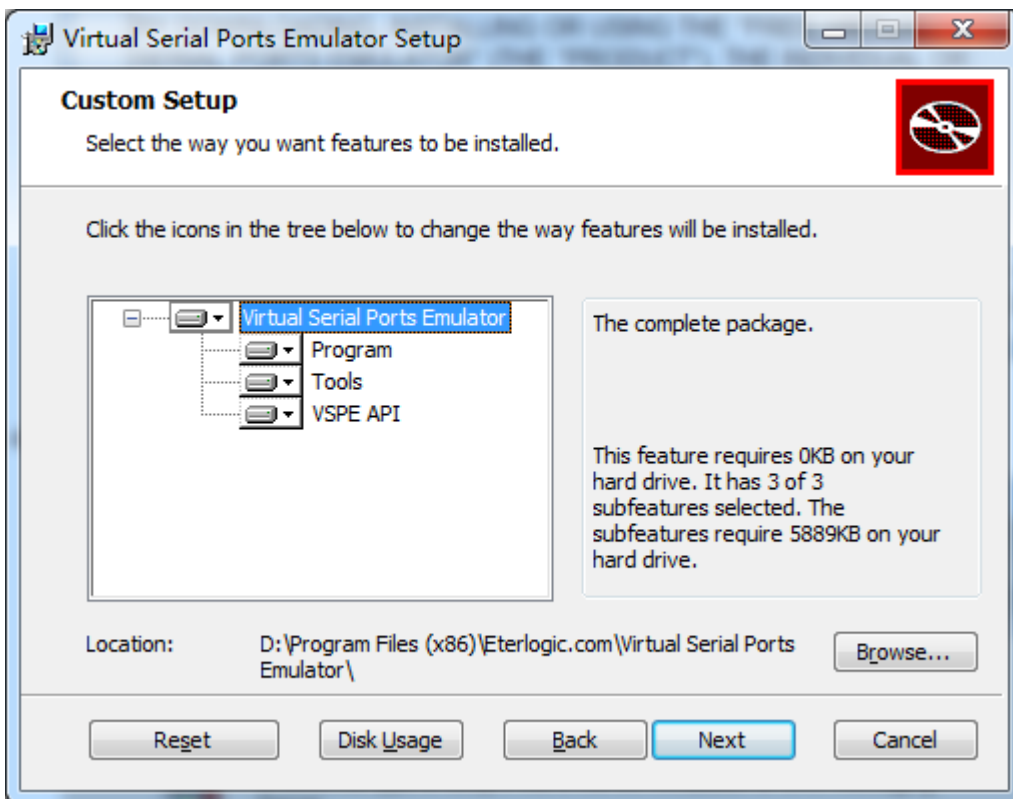 Virtual Serial Ports Emulator Setup
Custom Setup
Select the way you want features to be installed.
Click the icons in the tree below to change the way features will be installed.
Virtual Serial Ports Emulator
Program
Tools
VSPE API
The complete package.
This feature requires 0KB on your
hard drive. It has 3 of 3
subfeatures selected. The
subfeatures require 5889KB on your
hard drive.
Location:
D:\Program Files (x86)\Eterlogic.com\Virtual Serial Ports
Emulator\
Browse...
Reset
Disk Usage
Back
Next
Cancel